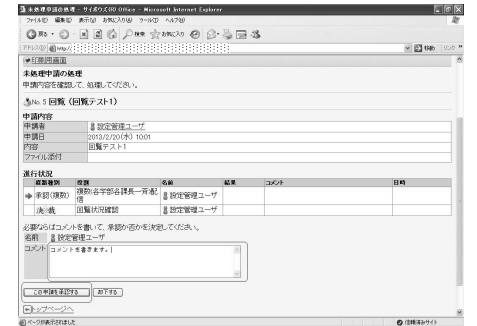 未処理申請の処理 - サイボウズ(R) Office - Microsoft Internet Explorer
ファイル(F) 編集(E) 表示(V) お気に入り(A) ツール(T) ヘルプ(H)
戻る 検索 お気に入り
アドレス(D) http:// 移動 リンク
印刷用画面
未処理申請の処理
申請内容を確認して、処理してください。
No. 5 回覧 (回覧テスト1)
申請内容
申請者 設定管理ユーザ
申請日 2013/2/20(水) 10:01
内容 回覧テスト1
ファイル添付
進行状況
経路種別 役割 名前 結果 コメント 日時
承認(複数) 複数(各学部各課長一斉配信 設定管理ユーザ
決裁 回覧状況確認 設定管理ユーザ
必要ならばコメントを書いて、承認か否かを決定してください。
名前 設定管理ユーザ
コメント コメントを書きます。
この申請を承認する 却下する
トップページへ
ページが表示されました 信頼済みサイト